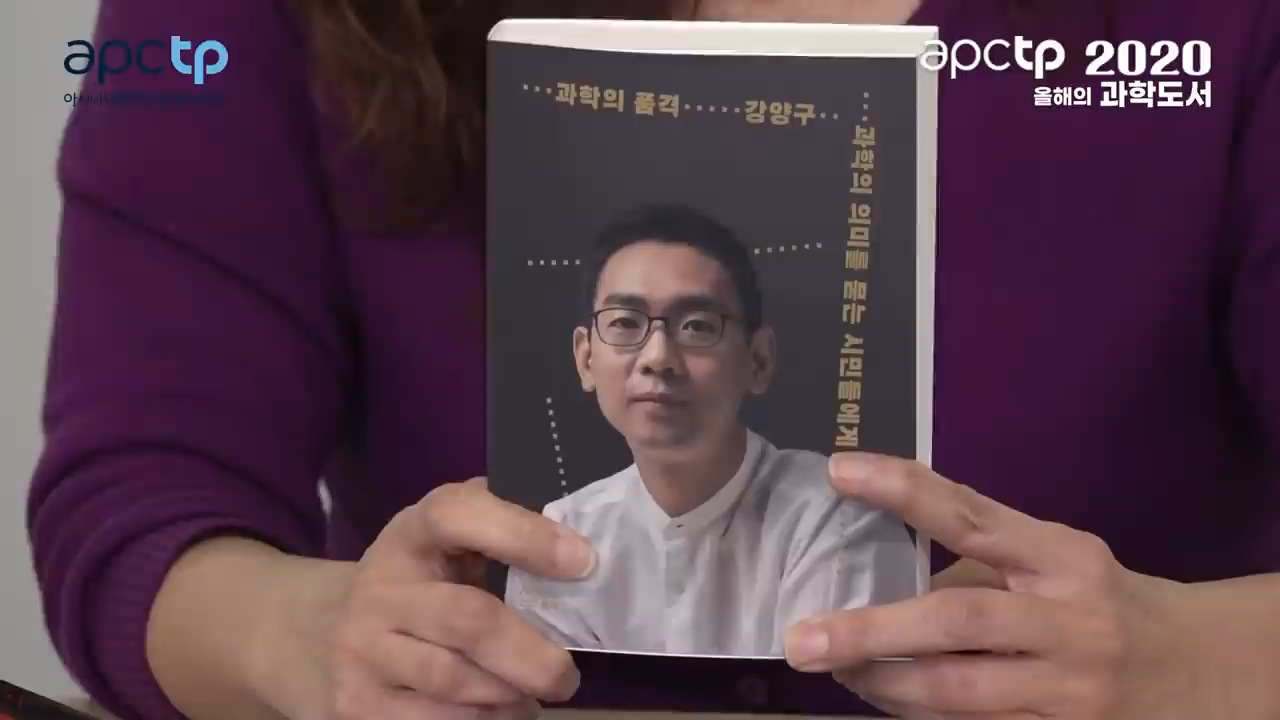 apctp
apctp 2020
올해의 과학도서
과학의 품격 강양구
과학의 의미를 묻는 시민들에게